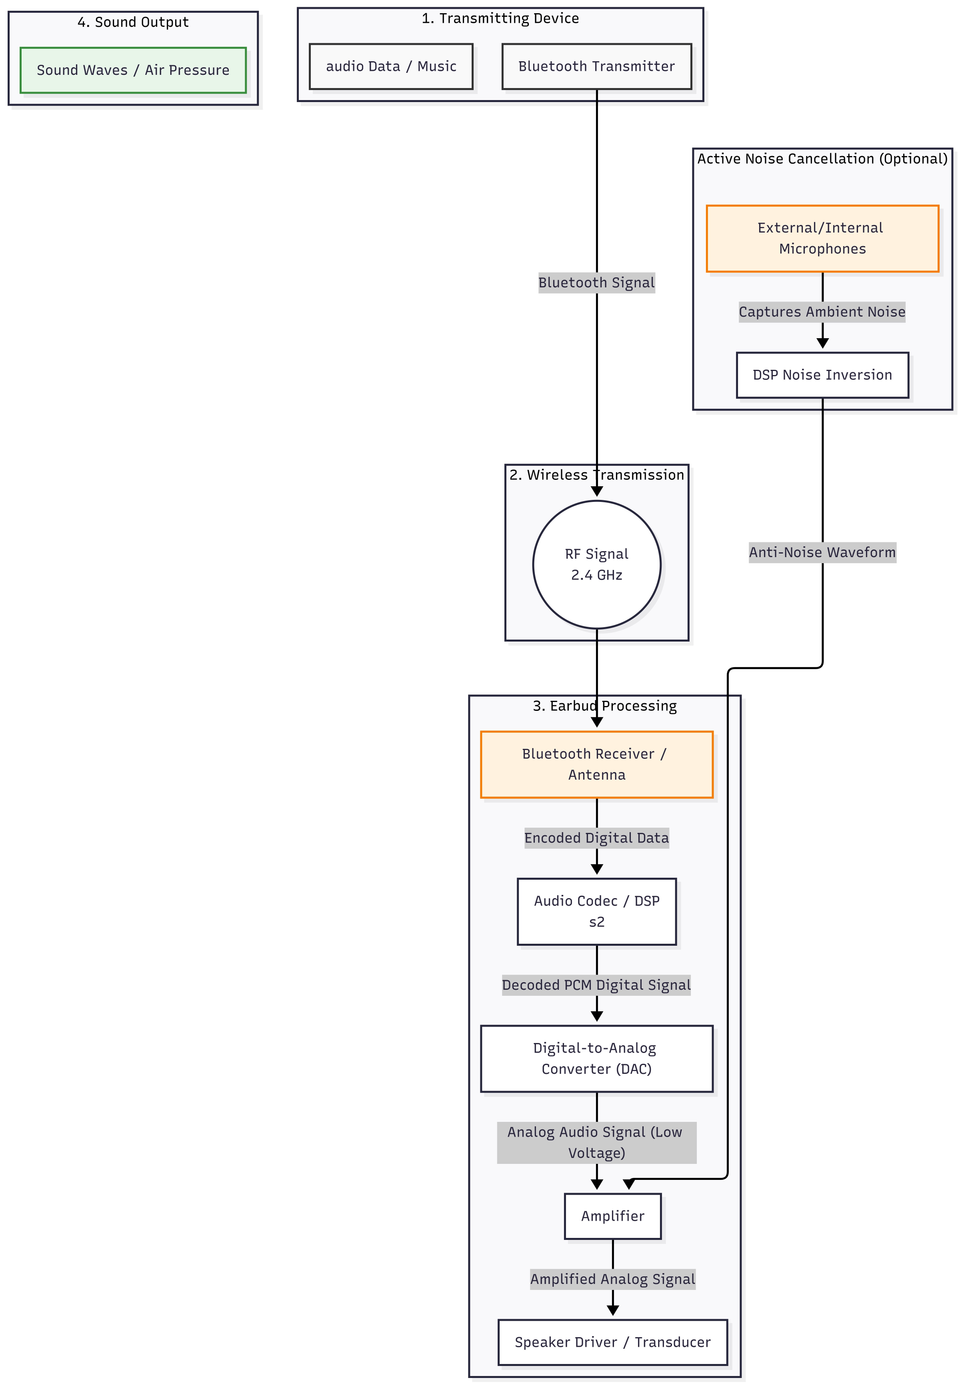 4. Sound Output
Sound Waves / Air Pressure
1. Transmitting Device
audio Data / Music
Bluetooth Transmitter
Active Noise Cancellation (Optional)
External/Internal
Microphones
Bluetooth Signal
Captures Ambient Noise
DSP Noise Inversion
2. Wireless Transmission
RF Signal
2.4 GHz
Anti-Noise Waveform
3. Earbud Processing
Bluetooth Receiver /
Antenna
Encoded Digital Data
Audio Codec / DSP
s2
Decoded PCM Digital Signal
Digital-to-Analog
Converter (DAC)
Analog Audio Signal (Low
Voltage)
Amplifier
Amplified Analog Signal
Speaker Driver / Transducer